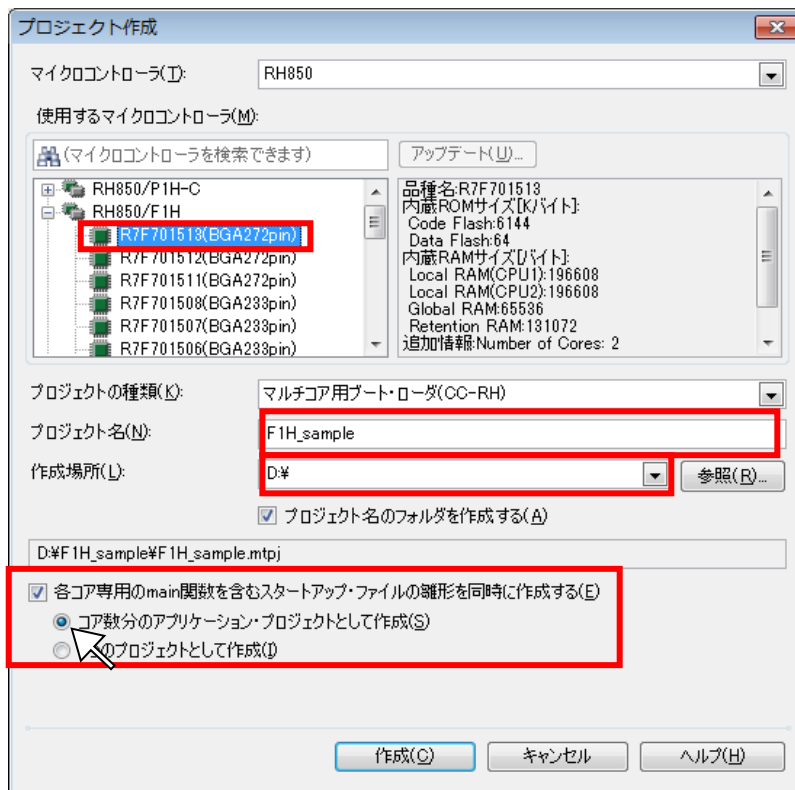 プロジェクト作成
マイクロコントローラ(T):
RH850
使用するマイクロコントローラ(M):
(マイクロコントローラを検索できます)
アップデート(U)...
RH850/P1H-C
RH850/F1H
R7F701513(BGA272pin)
R7F701512(BGA272pin)
R7F701511(BGA272pin)
R7F701508(BGA233pin)
R7F701507(BGA233pin)
R7F701506(BGA233pin)
品種名:R7F701513
内蔵ROMサイズ[Kバイト]:
Code Flash:6144
Data Flash:64
内蔵RAMサイズ[バイト]:
Local RAM(CPU1):196608
Local RAM(CPU2):196608
Global RAM:65536
Retention RAM:131072
追加情報:Number of Cores: 2
プロジェクトの種類(K):
マルチコア用ブート・ローダ(CC-RH)
プロジェクト名(N):
F1H_sample
作成場所(L):
D:¥
参照(R)...
プロジェクト名のフォルダを作成する(A)
D:¥F1H_sample¥F1H_sample.mtpj
各コア専用のmain関数を含むスタートアップ・ファイルの雛形を同時に作成する(E)
コア数分のアプリケーション・プロジェクトとして作成(S)
のプロジェクトとして作成(I)
作成(C)
キャンセル
ヘルプ(H)